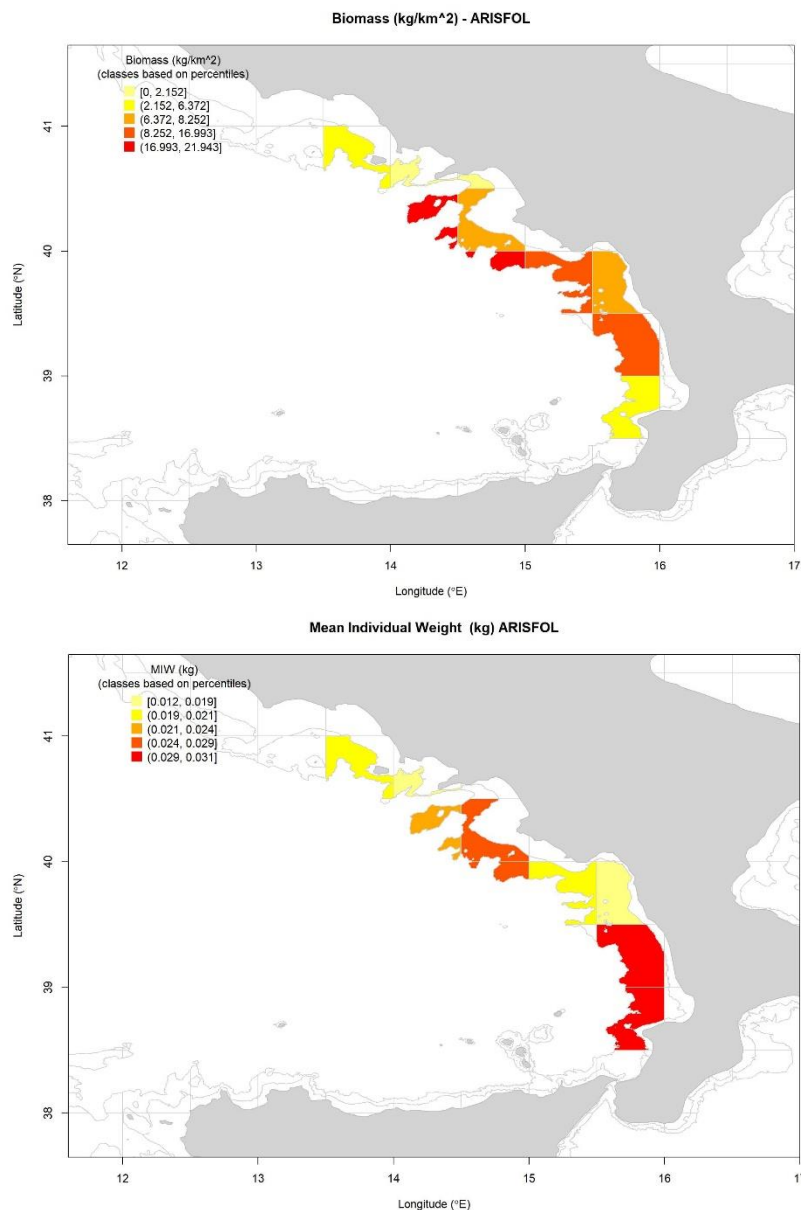 Biomass (kg/km^2) - ARISFOL
Biomass (kg/km^2)
(classes based on percentiles)
[0, 2.152]
(2.152, 6.372]
(6.372, 8.252]
(8.252, 16.993]
(16.993, 21.943]
41
40
39
38
Latitude (°N)
12 13 14 15 16 17
Longitude (°E)
Mean Individual Weight (kg) ARISFOL
MIW (kg)
(classes based on percentiles)
[0.012, 0.019]
(0.019, 0.021]
(0.021, 0.024]
(0.024, 0.029]
(0.029, 0.031]
41
40
39
38
Latitude (°N)
12 13 14 15 16 17
Longitude (°E)